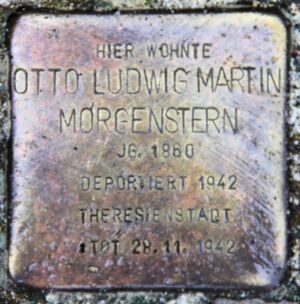 HIER WOHNTE
OTTO LUDWIG MARTIN
MORGENSTERN
JG. 1860
DEPORTIERT 1942
THERESIENSTADT
TOT 28.11.1942